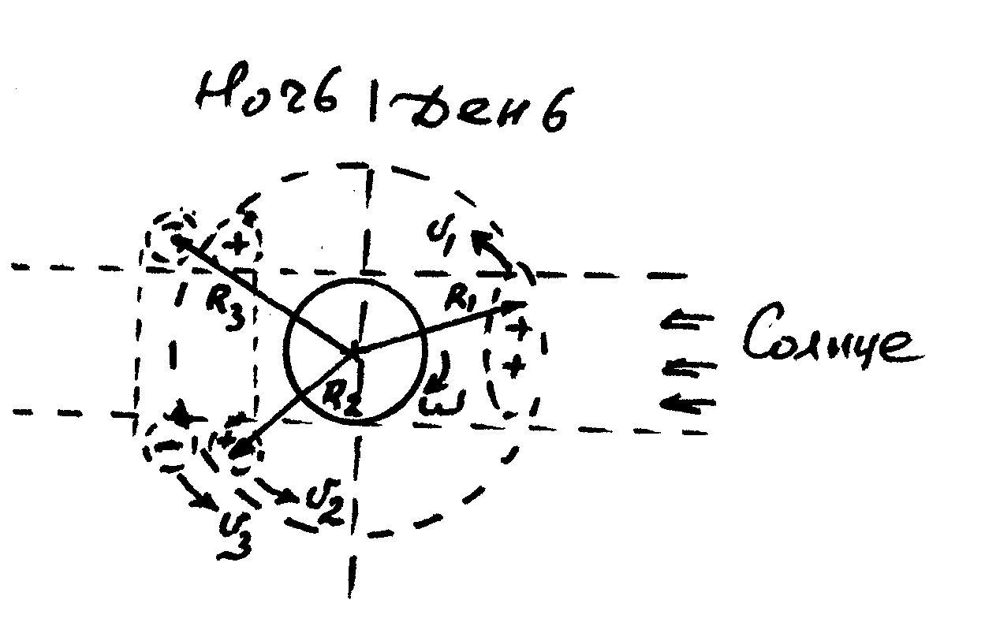 Ночь | День
+
υ₁
R₃
R₁
+
Солнце
+
R₂
ω
−
+
υ₂
υ₃